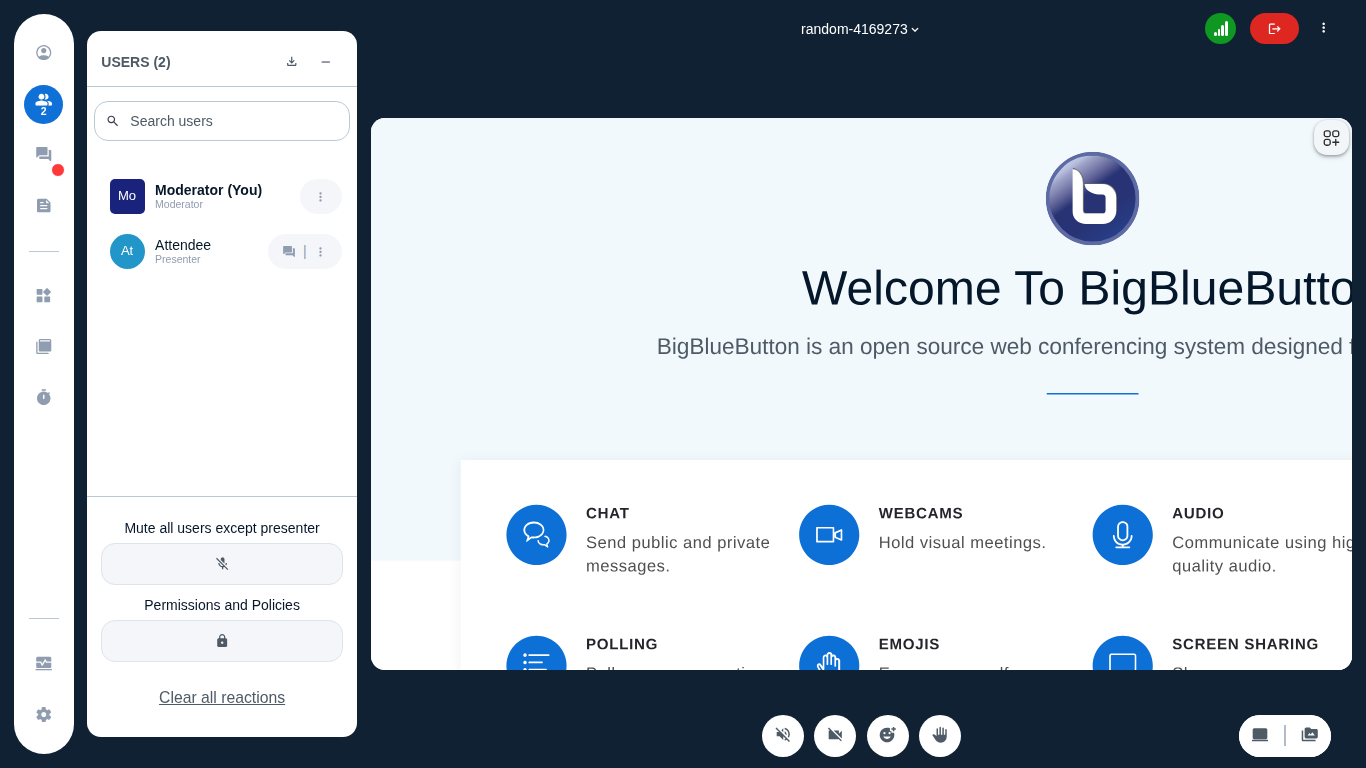 random-4169273
USERS (2)
2
Search users
Mo
Moderator (You)
Moderator
At
Attendee
Presenter
Mute all users except presenter
Permissions and Policies
Clear all reactions
Welcome To BigBlueButto
BigBlueButton is an open source web conferencing system designed
CHAT
Send public and private
messages.
WEBCAMS
Hold visual meetings.
AUDIO
Communicate using hig
quality audio.
POLLING
EMOJIS
SCREEN SHARING